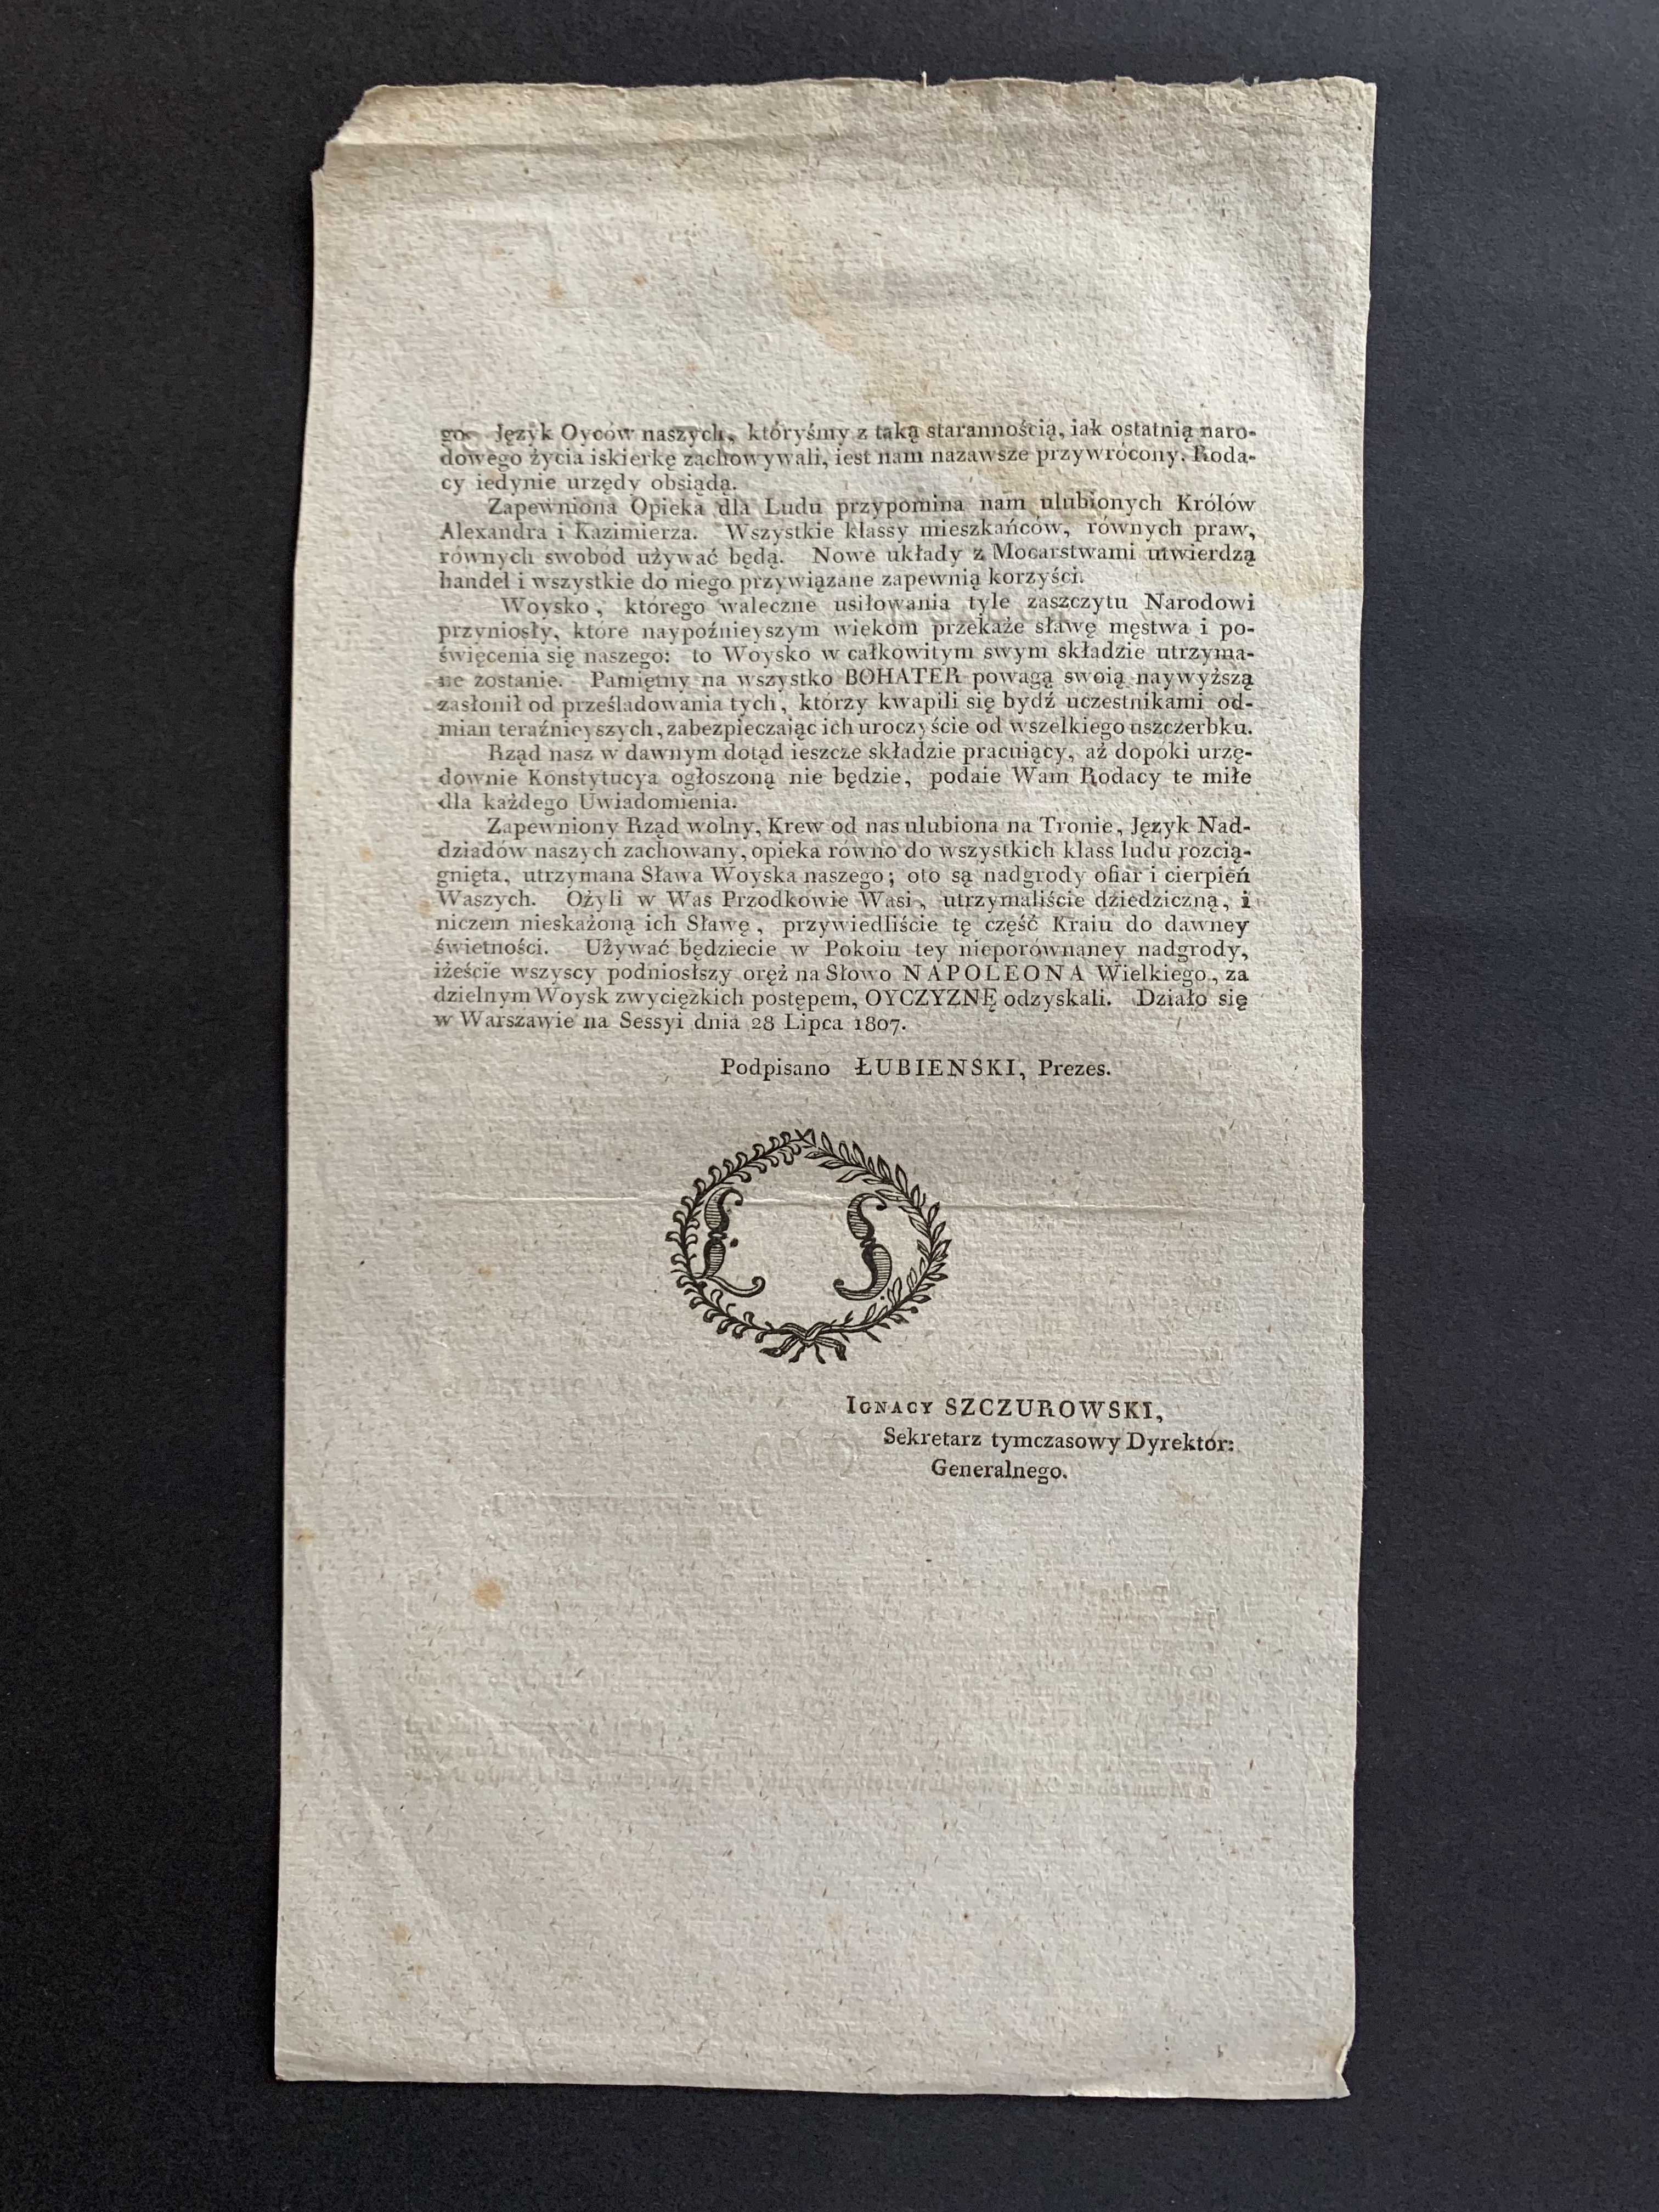 go. Język Oyców naszych, któryśmy z taką starannością, iak ostatnią naro-
dowego życia iskierkę zachowywali, iest nam nazawsze przywrócony. Roda-
cy iedynie urzędy obsiądą.
Zapewniona Opieka dla Ludu przypomina nam ulubionych Królów
Alexandra i Kazimierza. Wszystkie klassy mieszkańców, równych praw,
równych swobód używać będą. Nowe układy z Mocarstwami utwierdzą
handel i wszystkie do niego przywiązane zapewnią korzyści.
Woysko, którego waleczne usiłowania tyle zaszczytu Narodowi
przyniosły, które naypoźnieyszym wiekom przekaże sławę męstwa i po-
święcenia się naszego: to Woysko w całkowitym swym składzie utrzyma-
ne zostanie. Pamiętny na wszystko BOHATER powagą swoią naywyższą
zasłonił od prześladowania tych, którzy kwapili się bydź uczestnikami od-
mian teraźnieyszych, zabezpieczaiąc ich uroczyście od wszelkiego uszczerbku.
Rząd nasz w dawnym dotąd ieszcze składzie pracuiący, aż dopóki urzę-
downie Konstytucya ogłoszoną nie będzie, podaie Wam Rodacy te miłe
dla każdego Uwiadomienia.
Zapewniony Rząd wolny, Krew od nas ulubiona na Tronie, Język Nad-
dziadów naszych zachowany, opieka równo do wszystkich klass ludu rozcią-
gnięta, utrzymana Sława Woyska naszego; oto są nadgrody ofiar i cierpień
Waszych. Ożyli w Was Przodkowie Wasi, utrzymaliście dziedziczną, i
niczem nieskażoną ich Sławę, przywiedliście tę część Kraiu do dawney
świetności. Używać będziecie w Pokoiu tey nieporównaney nadgrody,
iżeście wszyscy podniosłszy oręż na Słowo NAPOLEONA Wielkiego, za
dzielnym Woysk zwycięzkich postępem, OYCZYZNĘ odzyskali. Działo się
w Warszawie na Sessyi dnia 28 Lipca 1807.
Podpisano ŁUBIENSKI, Prezes.
L. S.
IGNACY SZCZUROWSKI,
Sekretarz tymczasowy Dyrektor:
Generalnego.